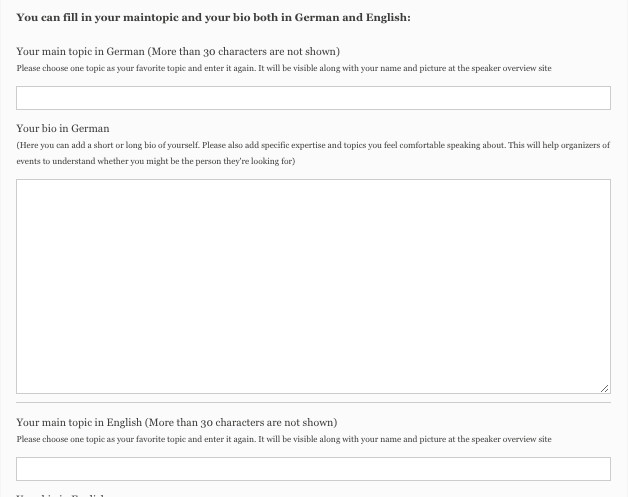 You can fill in your maintopic and your bio both in German and English:
Your main topic in German (More than 30 characters are not shown)
Please choose one topic as your favorite topic and enter it again. It will be visible along with your name and picture at the speaker overview site
Your bio in German
(Here you can add a short or long bio of yourself. Please also add specific expertise and topics you feel comfortable speaking about. This will help organizers of
events to understand whether you might be the person they're looking for)
Your main topic in English (More than 30 characters are not shown)
Please choose one topic as your favorite topic and enter it again. It will be visible along with your name and picture at the speaker overview site